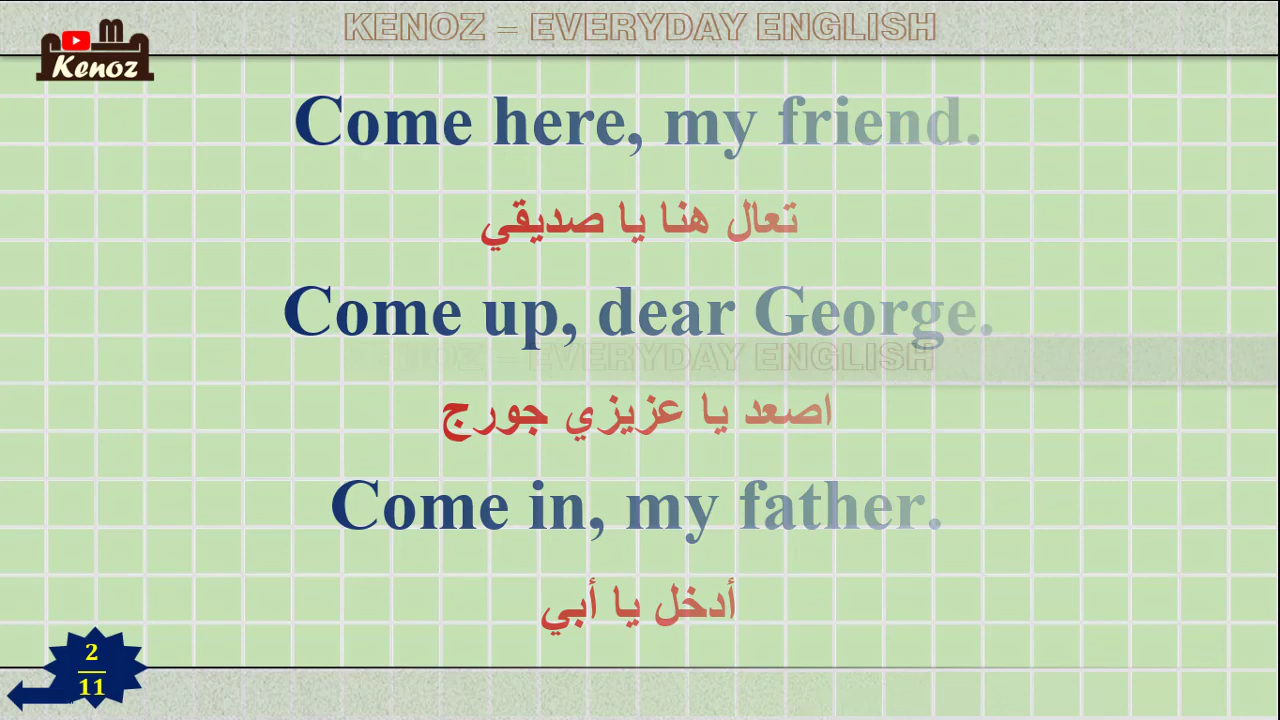 KENOZ – EVERYDAY ENGLISH
Kenoz
Come here, my friend.
تعال هنا يا صديقي
Come up, dear George.
KENOZ – EVERYDAY ENGLISH
اصعد يا عزيزي جورج
Come in, my father.
أدخل يا أبي
2
11